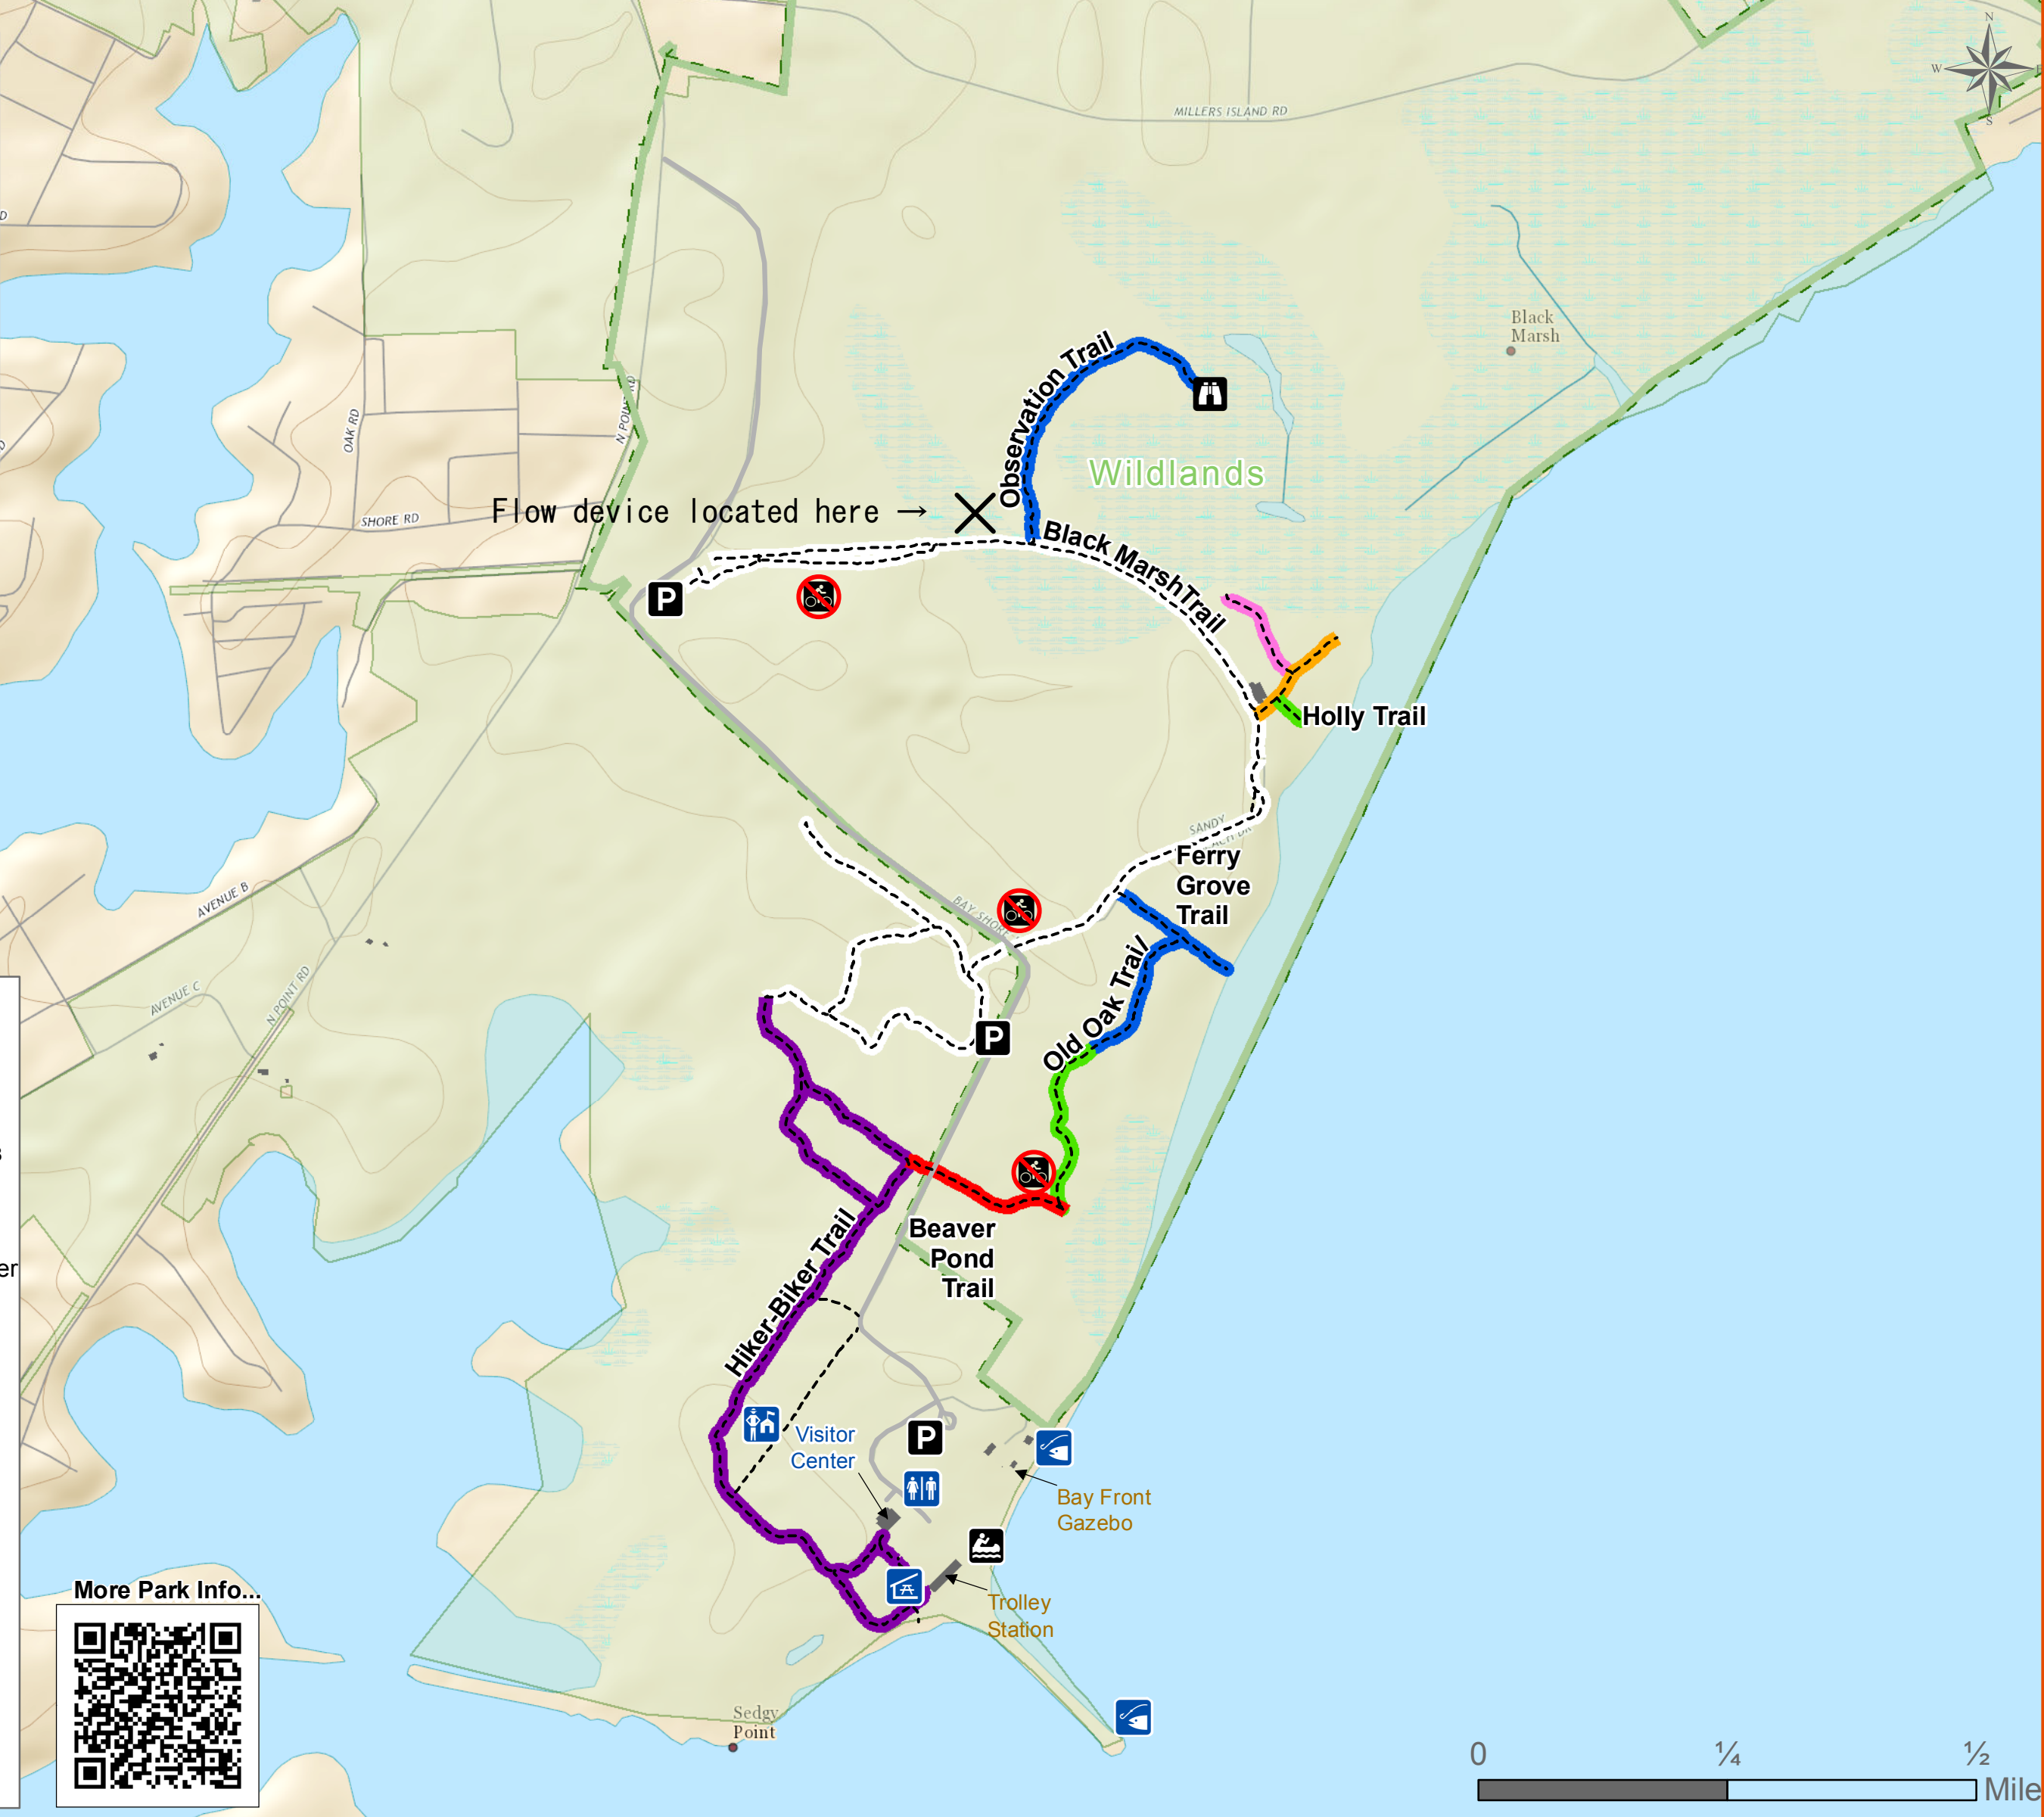 N
W
S
MILLERS ISLAND RD
Black
Marsh
Observation Trail
Wildlands
OAK RD
N POINT RD
SHORE RD
Flow device located here →
Black MarshTrail
P
Holly Trail
SANDY
Ferry
Grove
Trail
AVENUE B
BAY SHORE
AVENUE C
N POINT RD
Old Oak Trail
P
Beaver
Pond
Trail
er
Hiker-Biker Trail
Visitor
Center
P
Bay Front
Gazebo
More Park Info...
Trolley
Station
Sedgy
Point
0 ¼ ½
Mile